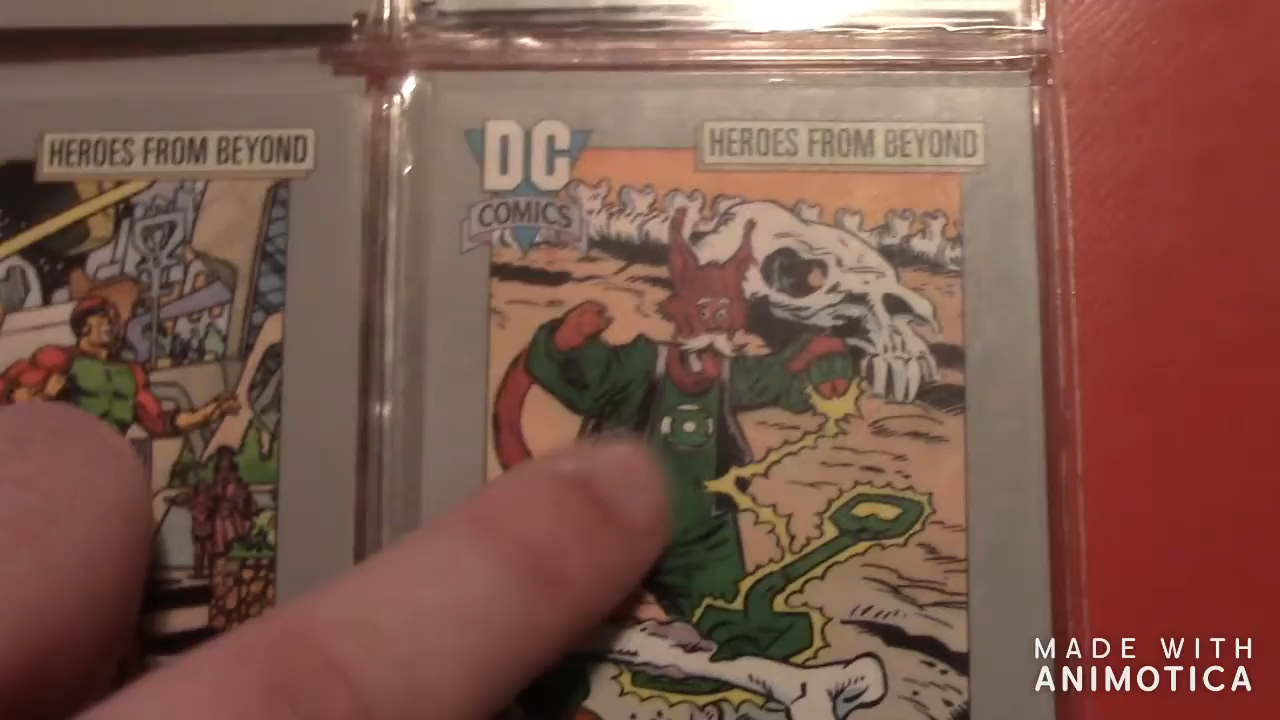 HEROES FROM BEYOND
DC
COMICS
HEROES FROM BEYOND
MADE WITH
ANIMOTICA